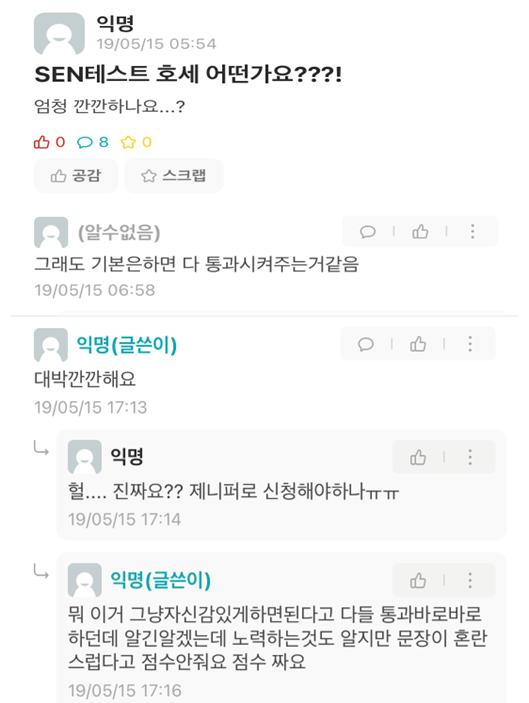 익명
19/05/15 05:54
SEN테스트 호세 어떤가요???!
엄청 깐깐하나요...?
0 8 0
공감 스크랩
(알수없음)
그래도 기본은하면 다 통과시켜주는거같음
19/05/15 06:58
익명(글쓴이)
대박깐깐해요
19/05/15 17:13
익명
헐.... 진짜요?? 제니퍼로 신청해야하나ㅠㅠ
19/05/15 17:14
익명(글쓴이)
뭐 이거 그냥자신감있게하면된다고 다들 통과바로바로
하던데 알긴알겠는데 노력하는것도 알지만 문장이 혼란
스럽다고 점수안줘요 점수 짜요
19/05/15 17:16